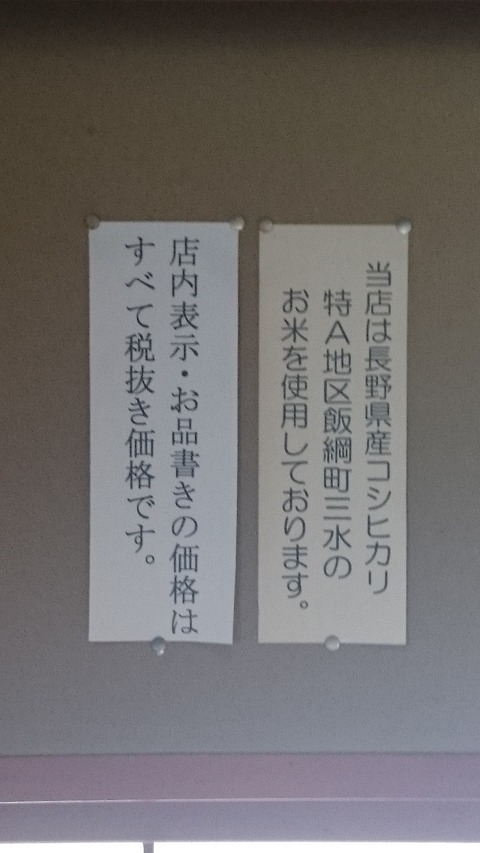 当店は長野県産コシヒカリ
特A地区飯綱町三水の
お米を使用しております。
店内表示・お品書きの価格は
すべて税抜き価格です。